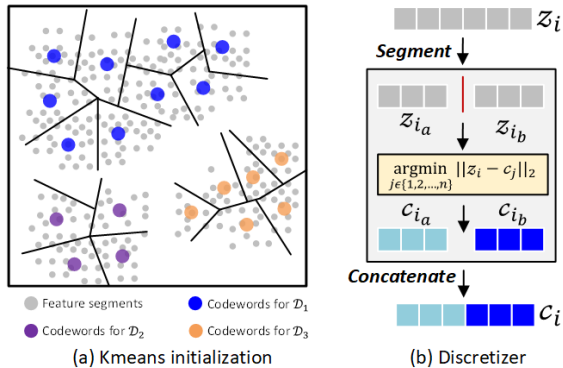 z_i
Segment
z_{i_a} z_{i_b}
argmin ||z_i − c_j||_2
j∈{1,2,...,n}
c_{i_a} c_{i_b}
Concatenate
c_i
Feature segments
Codewords for 𝒟_1
Codewords for 𝒟_2
Codewords for 𝒟_3
(a) Kmeans initialization
(b) Discretizer